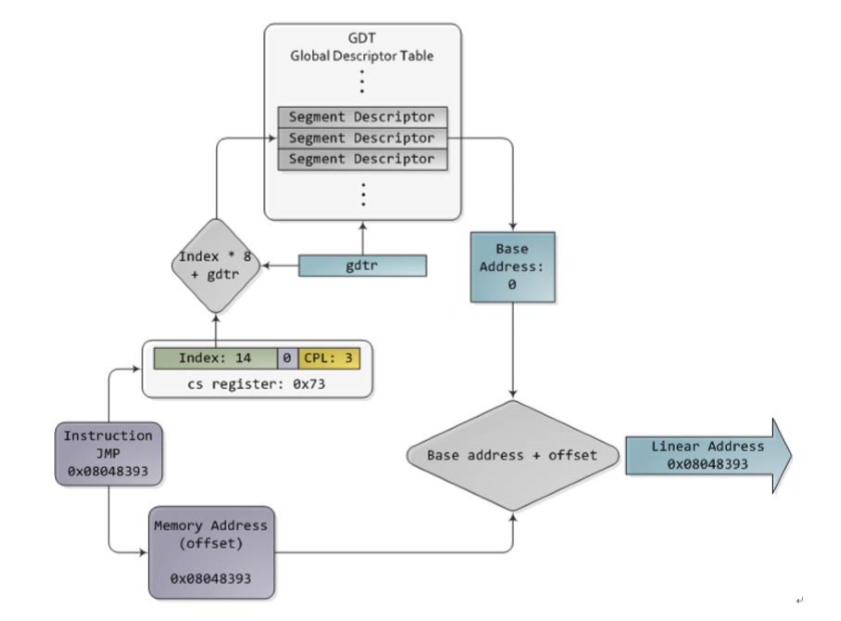 GDT
Global Descriptor Table
Segment Descriptor
Segment Descriptor
Segment Descriptor
Index * 8
+ gdtr
gdtr
Base
Address:
0
Index: 14
0
CPL: 3
cs register: 0x73
Instruction
JMP
0x08048393
Base address + offset
Linear Address
0x08048393
Memory Address
(offset)
0x08048393